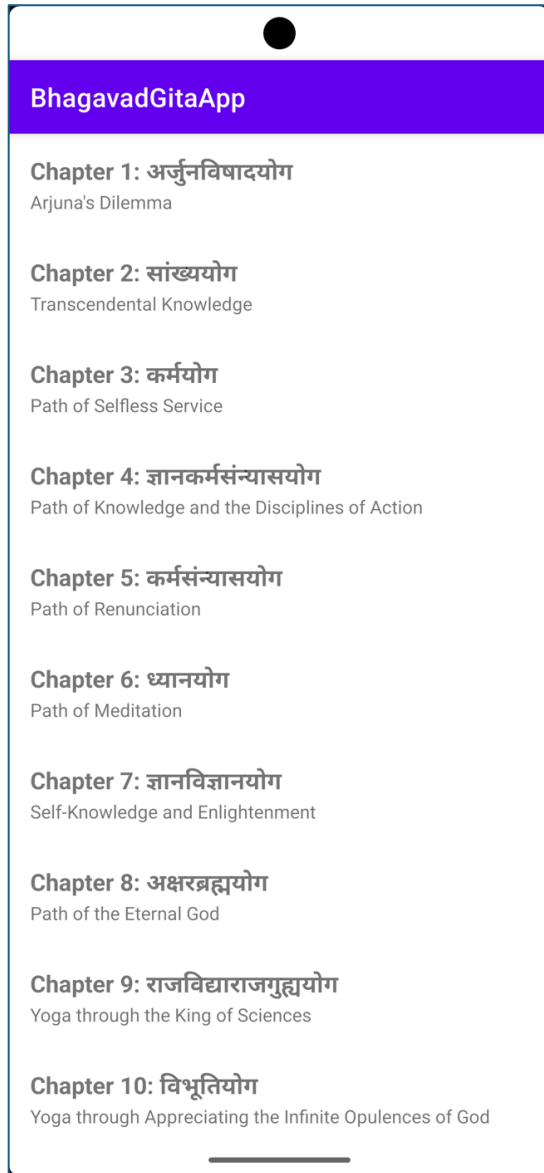 BhagavadGitaApp
Chapter 1: अर्जुनविषादयोग
Arjuna's Dilemma
Chapter 2: सांख्ययोग
Transcendental Knowledge
Chapter 3: कर्मयोग
Path of Selfless Service
Chapter 4: ज्ञानकर्मसंन्यासयोग
Path of Knowledge and the Disciplines of Action
Chapter 5: कर्मसंन्यासयोग
Path of Renunciation
Chapter 6: ध्यानयोग
Path of Meditation
Chapter 7: ज्ञानविज्ञानयोग
Self-Knowledge and Enlightenment
Chapter 8: अक्षरब्रह्मयोग
Path of the Eternal God
Chapter 9: राजविद्याराजगुह्ययोग
Yoga through the King of Sciences
Chapter 10: विभूतियोग
Yoga through Appreciating the Infinite Opulences of God